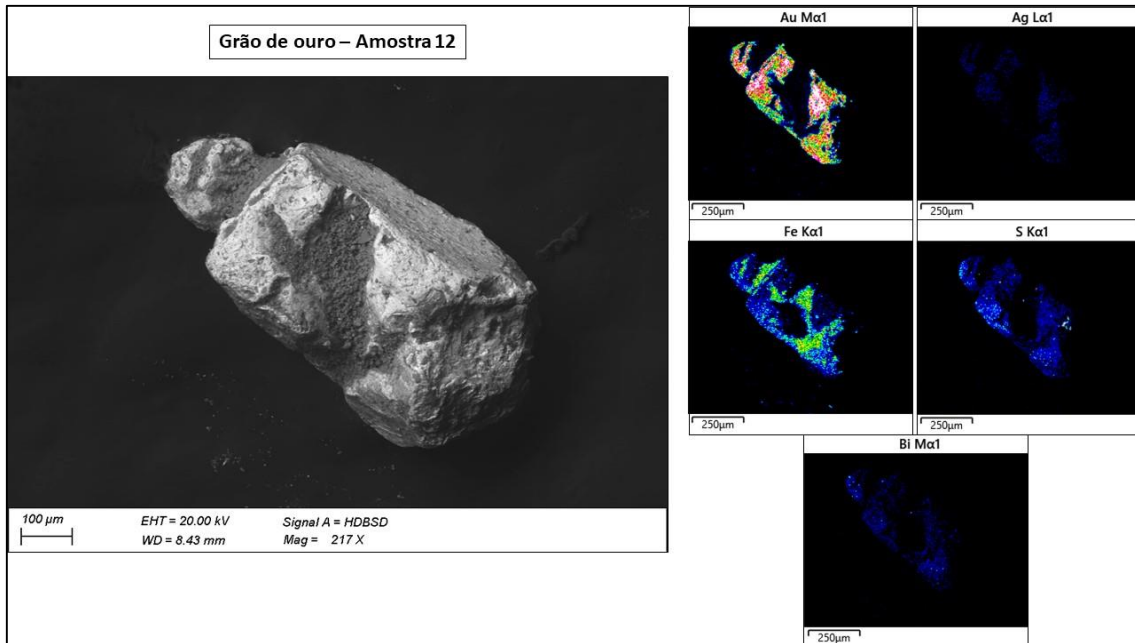 Grão de ouro – Amostra 12
100 µm
EHT = 20.00 kV
WD = 8.43 mm
Signal A = HDBSD
Mag = 217 X
Au Mα1
250µm
Ag Lα1
250µm
Fe Kα1
250µm
S Kα1
250µm
Bi Mα1
250µm